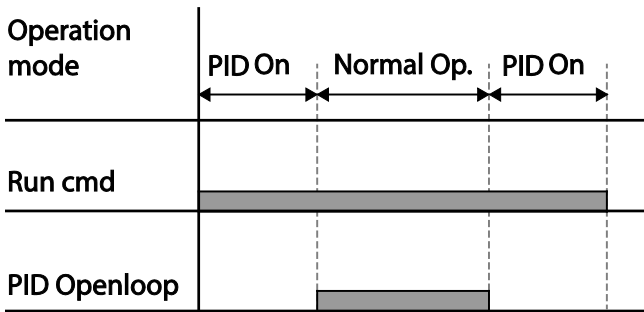 Operation
mode
PID On
Normal Op.
PID On
Run cmd
PID Openloop